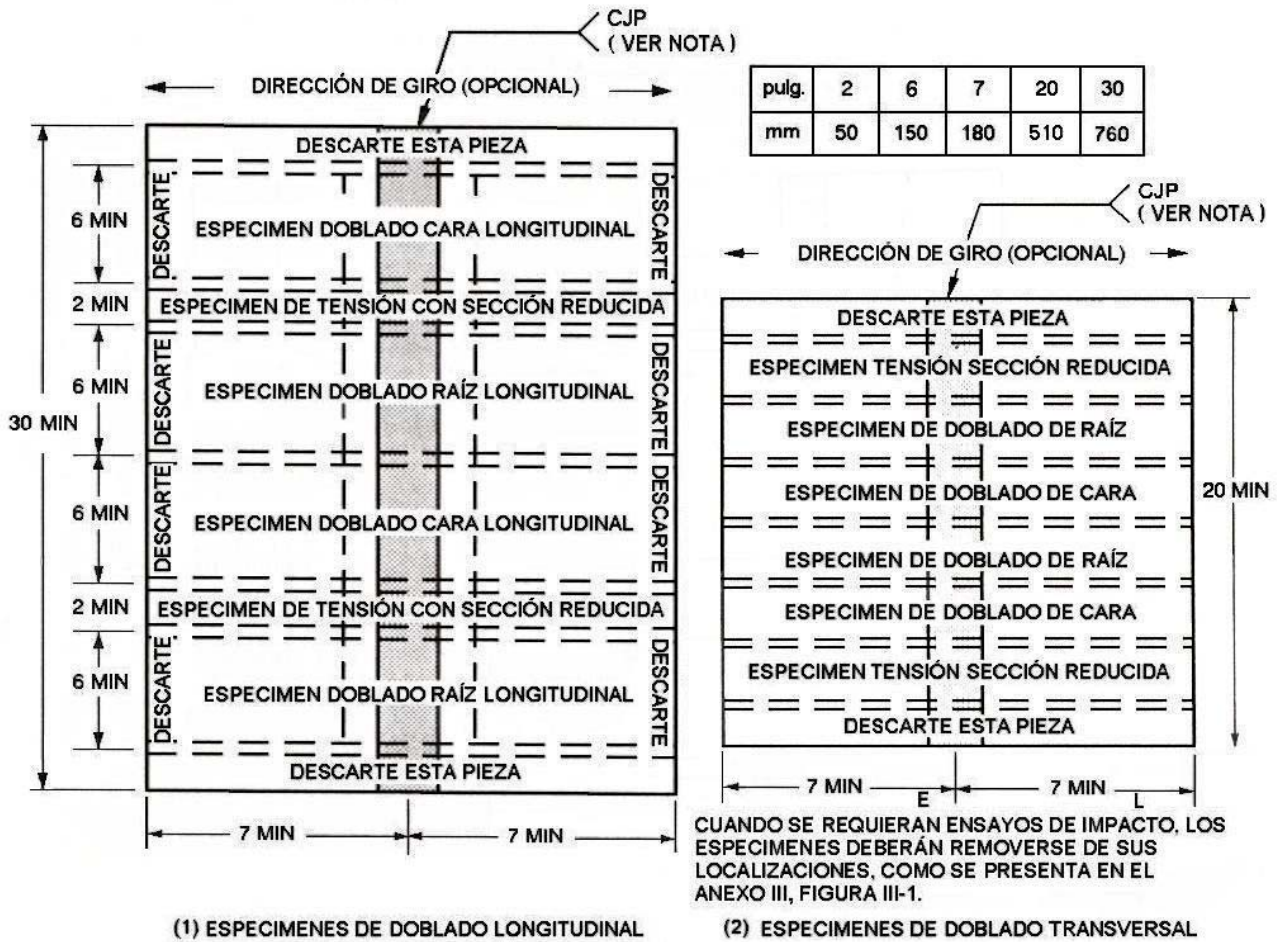 CJP
( VER NOTA )
DIRECCIÓN DE GIRO (OPCIONAL)
DESCARTE ESTA PIEZA
6 MIN
DESCARTE
ESPECIMEN DOBLADO CARA LONGITUDINAL
DESCARTE
2 MIN
ESPECIMEN DE TENSIÓN CON SECCIÓN REDUCIDA
6 MIN
DESCARTE
ESPECIMEN DOBLADO RAÍZ LONGITUDINAL
DESCARTE
30 MIN
6 MIN
DESCARTE
ESPECIMEN DOBLADO CARA LONGITUDINAL
DESCARTE
2 MIN
ESPECIMEN DE TENSIÓN CON SECCIÓN REDUCIDA
6 MIN
DESCARTE
ESPECIMEN DOBLADO RAÍZ LONGITUDINAL
DESCARTE
DESCARTE ESTA PIEZA
7 MIN 7 MIN
(1) ESPECIMENES DE DOBLADO LONGITUDINAL
pulg. 2 6 7 20 30
mm 50 150 180 510 760
CJP
( VER NOTA )
DIRECCIÓN DE GIRO (OPCIONAL)
DESCARTE ESTA PIEZA
ESPECIMEN TENSIÓN SECCIÓN REDUCIDA
ESPECIMEN DE DOBLADO DE RAÍZ
ESPECIMEN DE DOBLADO DE CARA
20 MIN
ESPECIMEN DE DOBLADO DE RAÍZ
ESPECIMEN DE DOBLADO DE CARA
ESPECIMEN TENSIÓN SECCIÓN REDUCIDA
DESCARTE ESTA PIEZA
7 MIN 7 MIN
E L
CUANDO SE REQUIERAN ENSAYOS DE IMPACTO, LOS
ESPECIMENES DEBERÁN REMOVERSE DE SUS
LOCALIZACIONES, COMO SE PRESENTA EN EL
ANEXO III, FIGURA III-1.
(2) ESPECIMENES DE DOBLADO TRANSVERSAL